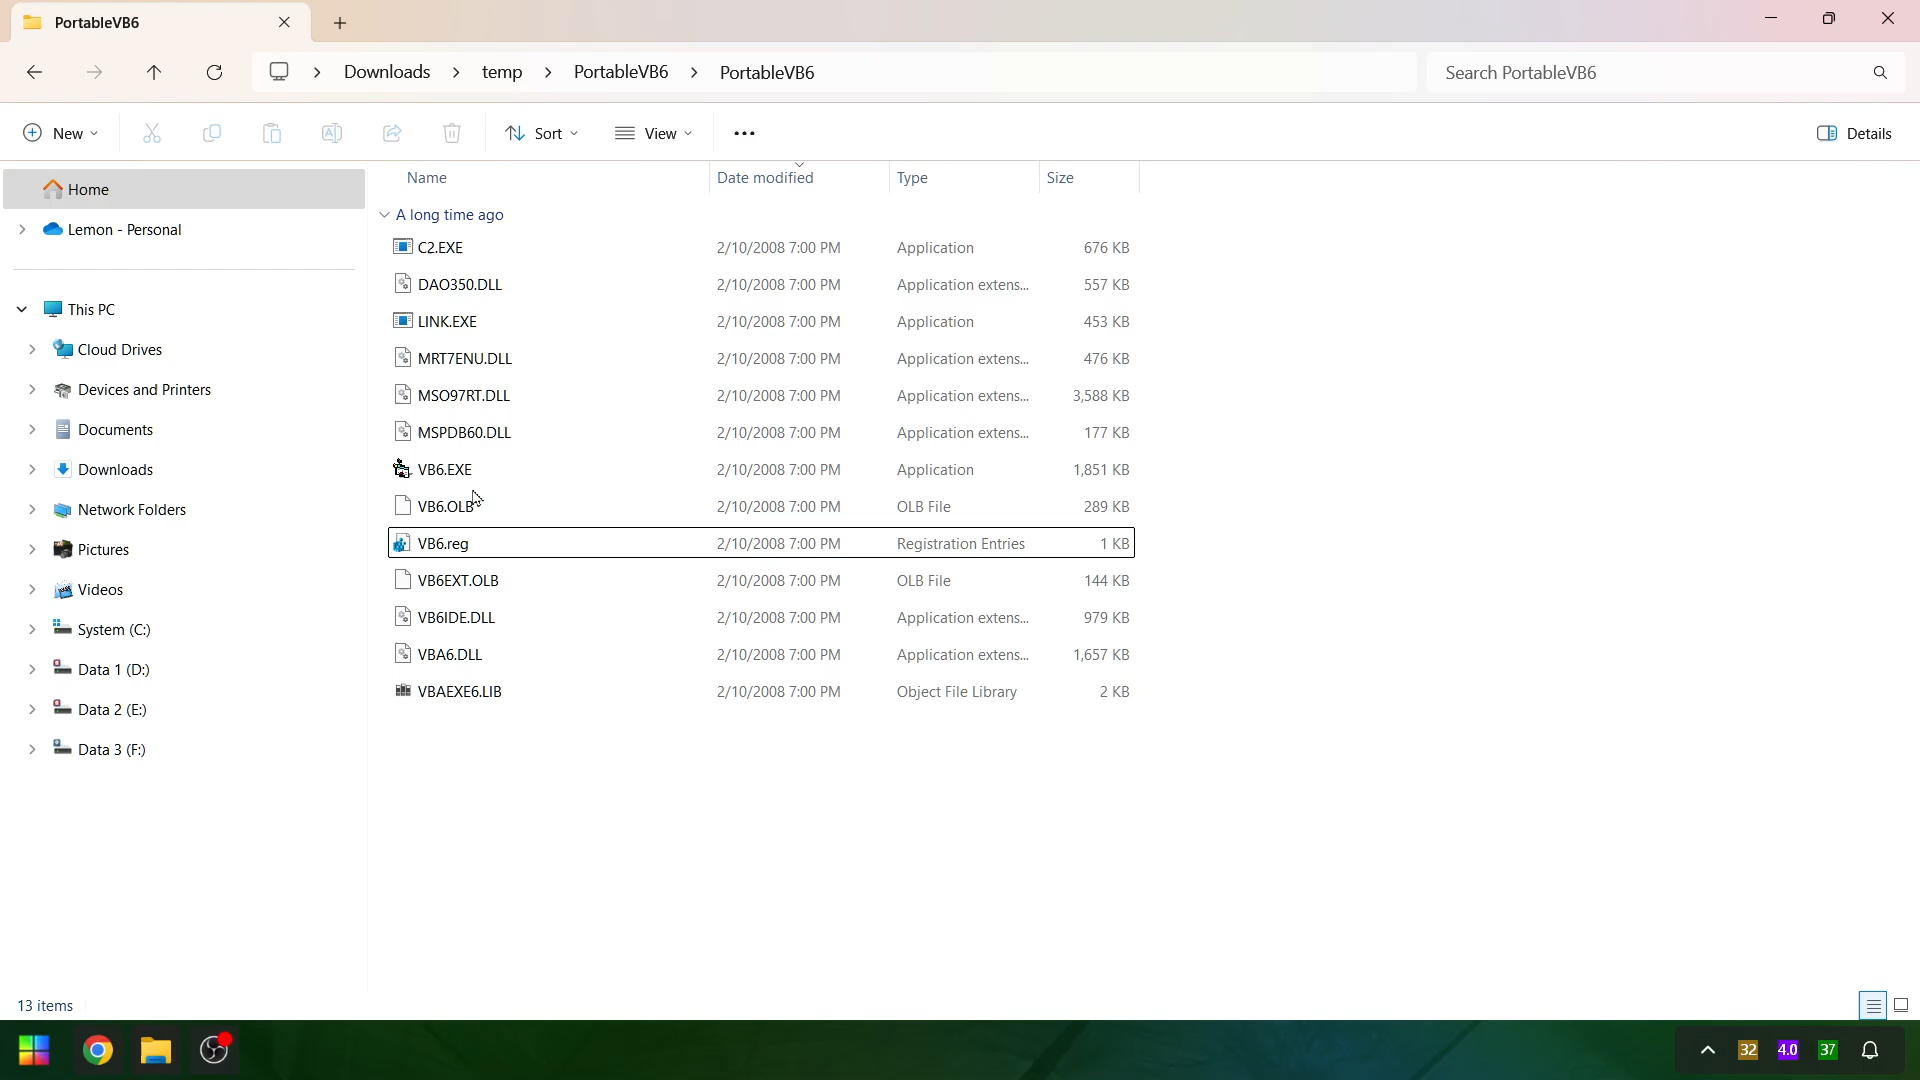 PortableVB6
Downloads > temp > PortableVB6 > PortableVB6
Search PortableVB6
New
Sort
View
Details
Home
Lemon - Personal
This PC
Cloud Drives
Devices and Printers
Documents
Downloads
Network Folders
Pictures
Videos
System (C:)
Data 1 (D:)
Data 2 (E:)
Data 3 (F:)
Name Date modified Type Size
A long time ago
C2.EXE 2/10/2008 7:00 PM Application 676 KB
DAO350.DLL 2/10/2008 7:00 PM Application extens... 557 KB
LINK.EXE 2/10/2008 7:00 PM Application 453 KB
MRT7ENU.DLL 2/10/2008 7:00 PM Application extens... 476 KB
MSO97RT.DLL 2/10/2008 7:00 PM Application extens... 3,588 KB
MSPDB60.DLL 2/10/2008 7:00 PM Application extens... 177 KB
VB6.EXE 2/10/2008 7:00 PM Application 1,851 KB
VB6.OLB 2/10/2008 7:00 PM OLB File 289 KB
VB6.reg 2/10/2008 7:00 PM Registration Entries 1 KB
VB6EXT.OLB 2/10/2008 7:00 PM OLB File 144 KB
VB6IDE.DLL 2/10/2008 7:00 PM Application extens... 979 KB
VBA6.DLL 2/10/2008 7:00 PM Application extens... 1,657 KB
VBAEXE6.LIB 2/10/2008 7:00 PM Object File Library 2 KB
13 items
32 4.0 37